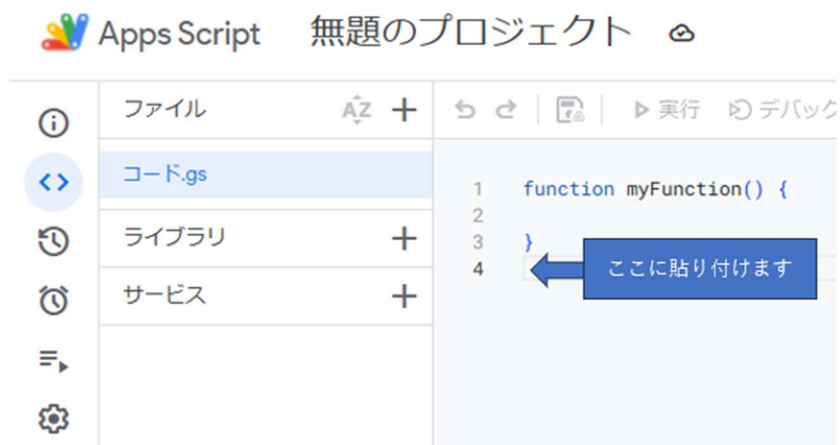 Apps Script 無題のプロジェクト
ファイル
AZ
実行 デバック
コード.gs
1 function myFunction() {
2
3 }
4 ここに貼り付けます
ライブラリ
サービス